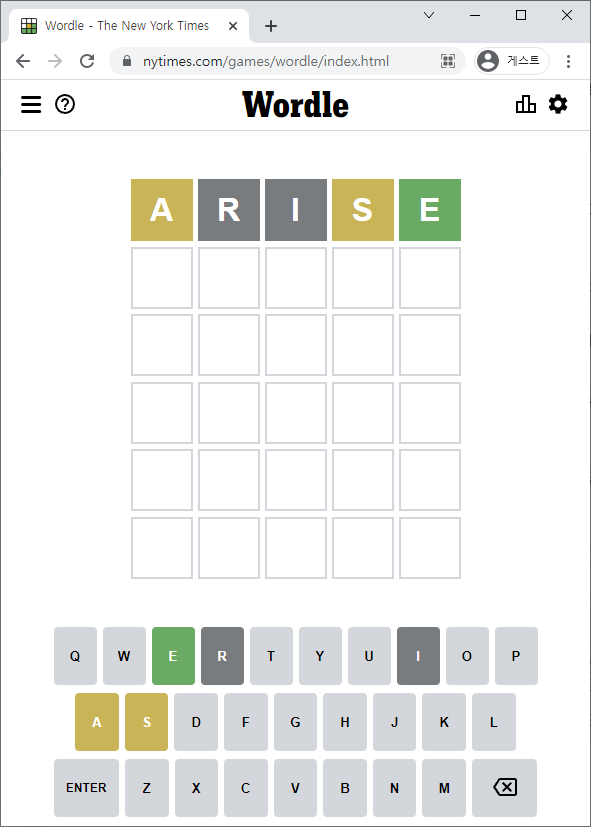 Wordle - The New York Times
nytimes.com/games/wordle/index.html
게스트
Wordle
A R I S E
Q W E R T Y U I O P
A S D F G H J K L
ENTER Z X C V B N M